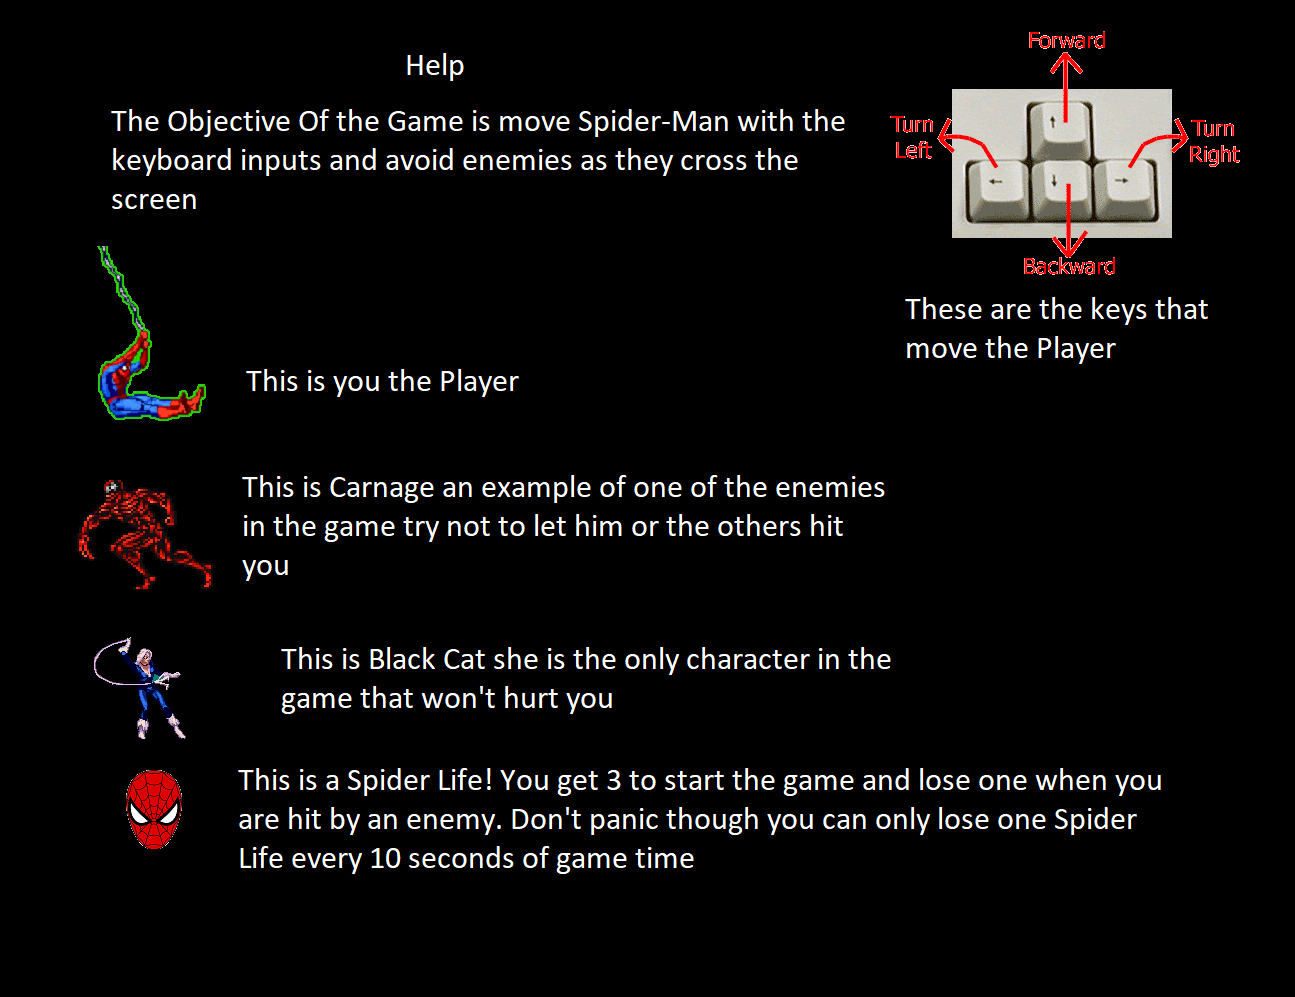 Help
The Objective Of the Game is move Spider-Man with the
keyboard inputs and avoid enemies as they cross the
screen
Forward
Turn
Left
Turn
Right
↑
←
↓
→
Backward
These are the keys that
move the Player
This is you the Player
This is Carnage an example of one of the enemies
in the game try not to let him or the others hit
you
This is Black Cat she is the only character in the
game that won't hurt you
This is a Spider Life! You get 3 to start the game and lose one when you
are hit by an enemy. Don't panic though you can only lose one Spider
Life every 10 seconds of game time